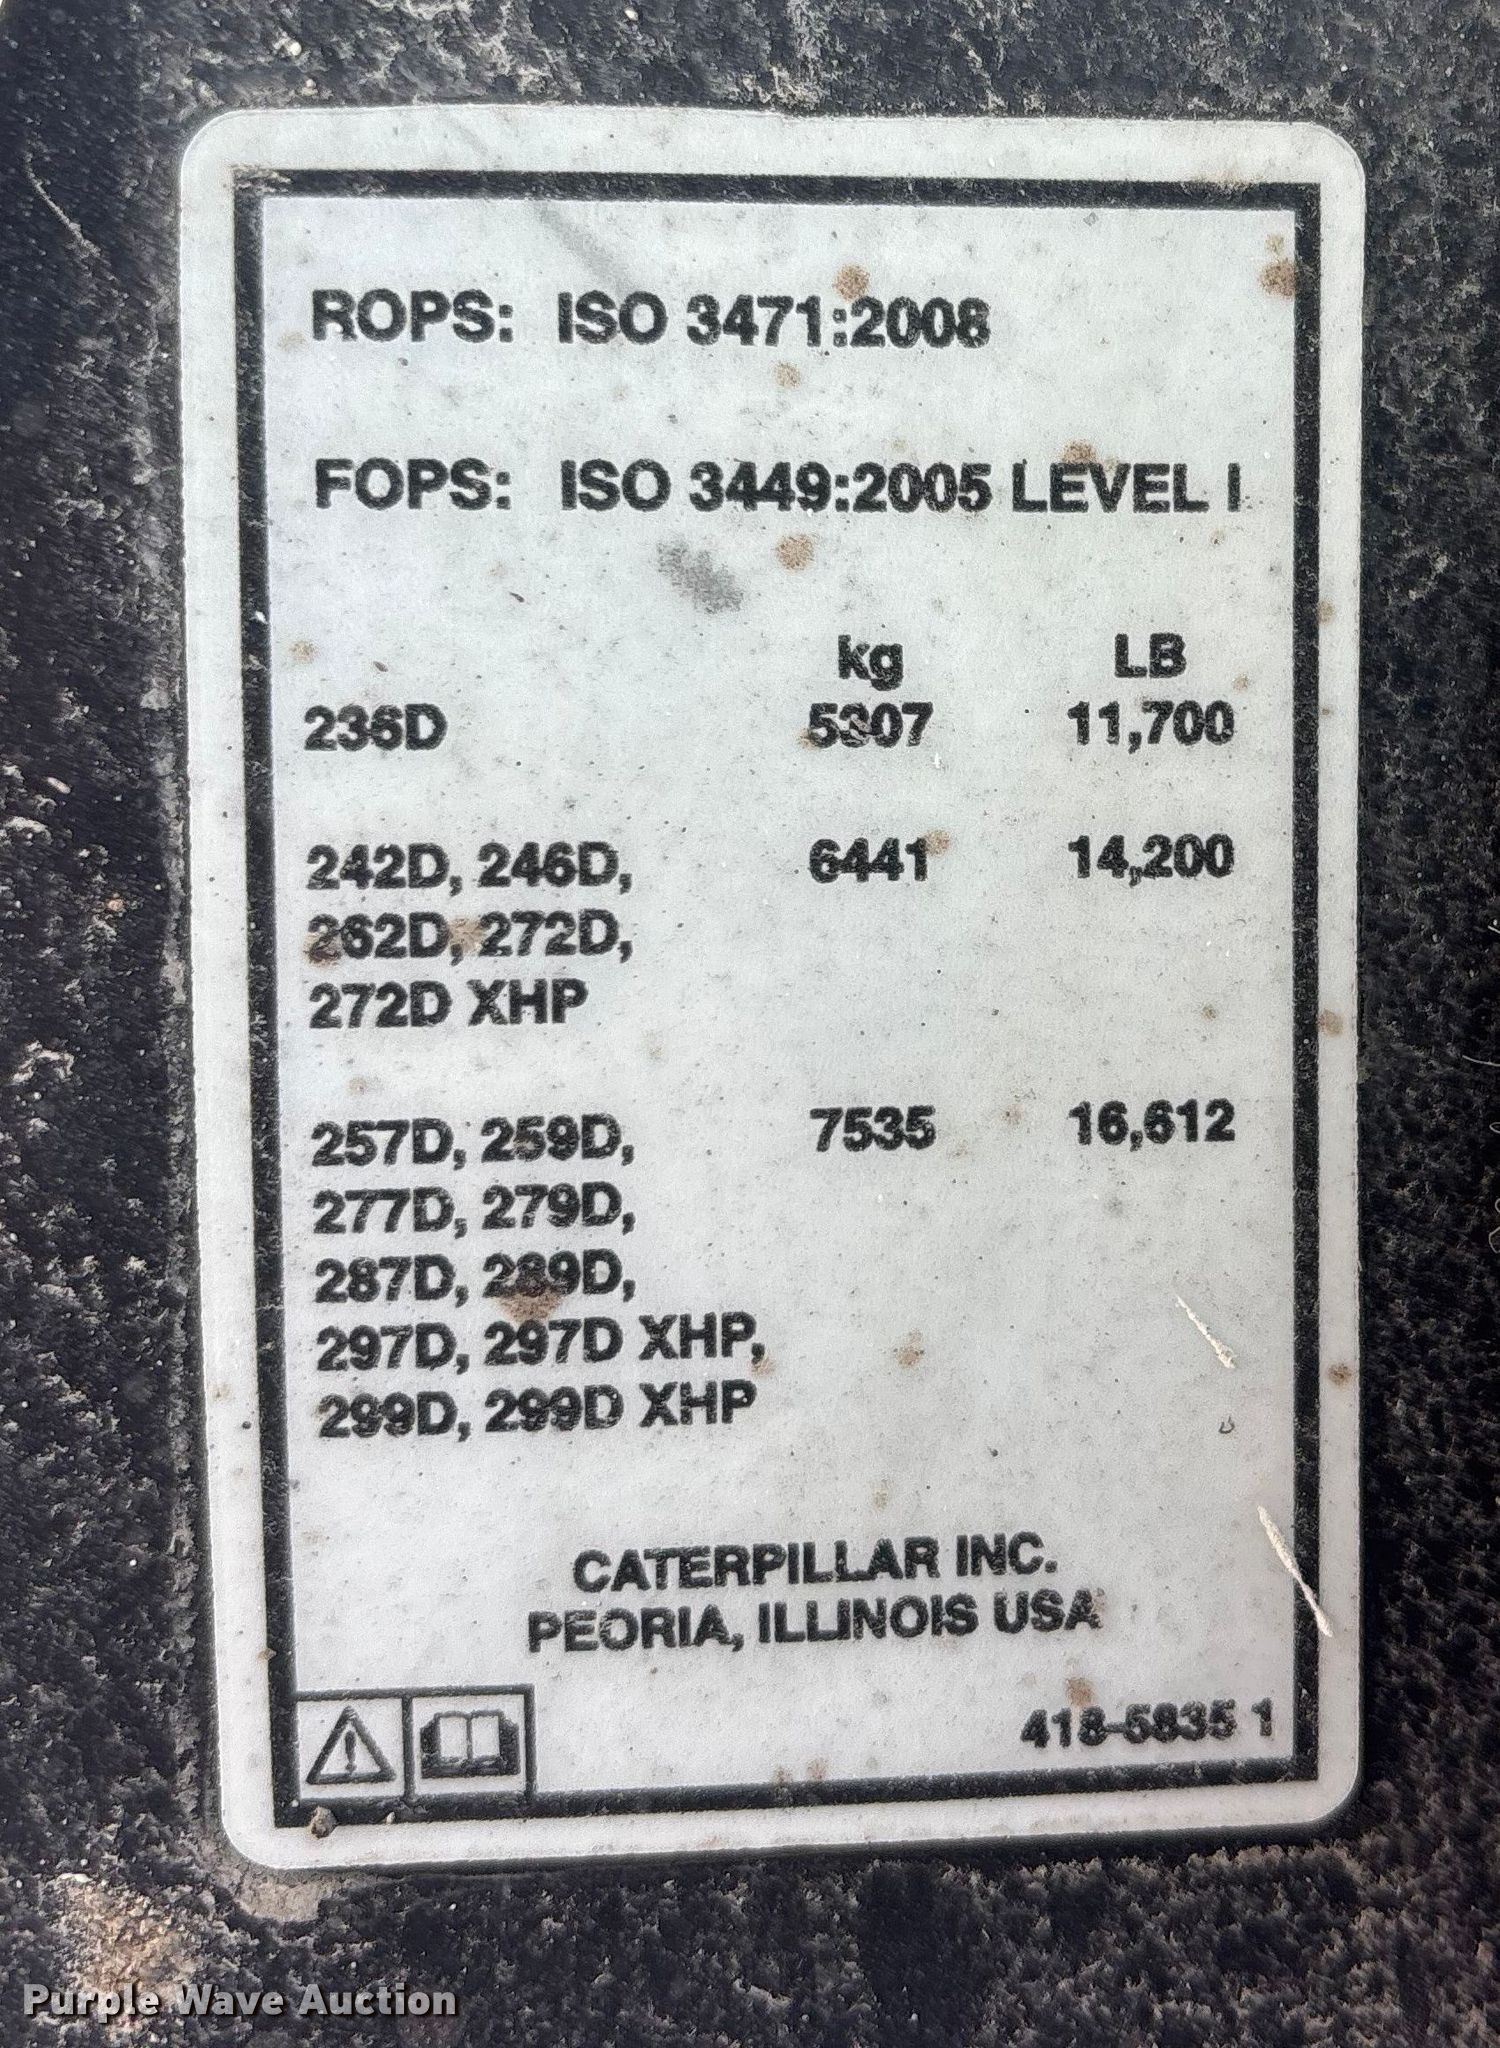 ROPS: ISO 3471:2008
FOPS: ISO 3449:2005 LEVEL I
kg LB
236D 5307 11,700
242D, 246D, 6441 14,200
262D, 272D,
272D XHP
257D, 259D, 7535 16,612
277D, 279D,
287D, 289D,
297D, 297D XHP,
299D, 299D XHP
CATERPILLAR INC.
PEORIA, ILLINOIS USA
418-5835 1
Purple Wave Auction